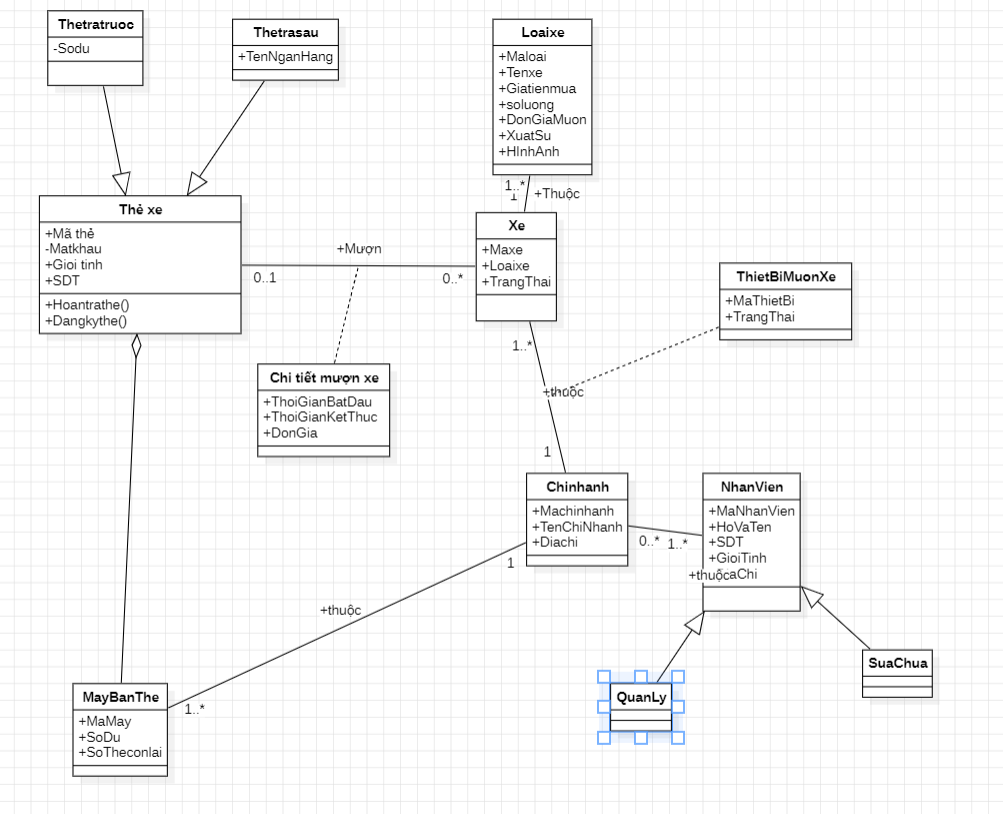 Thetratruoc
-Sodu
Thetrasau
+TenNganHang
Loaixe
+Maloai
+Tenxe
+Giatienmua
+soluong
+DonGiaMuon
+XuatSu
+HInhAnh
1..*
1
+Thuộc
Thẻ xe
+Mã thẻ
-Matkhau
+Gioi tinh
+SDT
+Hoantrathe()
+Dangkythe()
+Mượn
0..1
0..*
Xe
+Maxe
+Loaixe
+TrangThai
ThietBiMuonXe
+MaThietBi
+TrangThai
1..*
+thuộc
1
Chi tiết mượn xe
+ThoiGianBatDau
+ThoiGianKetThuc
+DonGia
Chinhanh
+Machinhanh
+TenChiNhanh
+Diachi
NhanVien
+MaNhanVien
+HoVaTen
+SDT
+GioiTinh
aChi
0..*
1..*
+thuộc
1
+thuộc
1..*
MayBanThe
+MaMay
+SoDu
+SoTheconlai
QuanLy
SuaChua